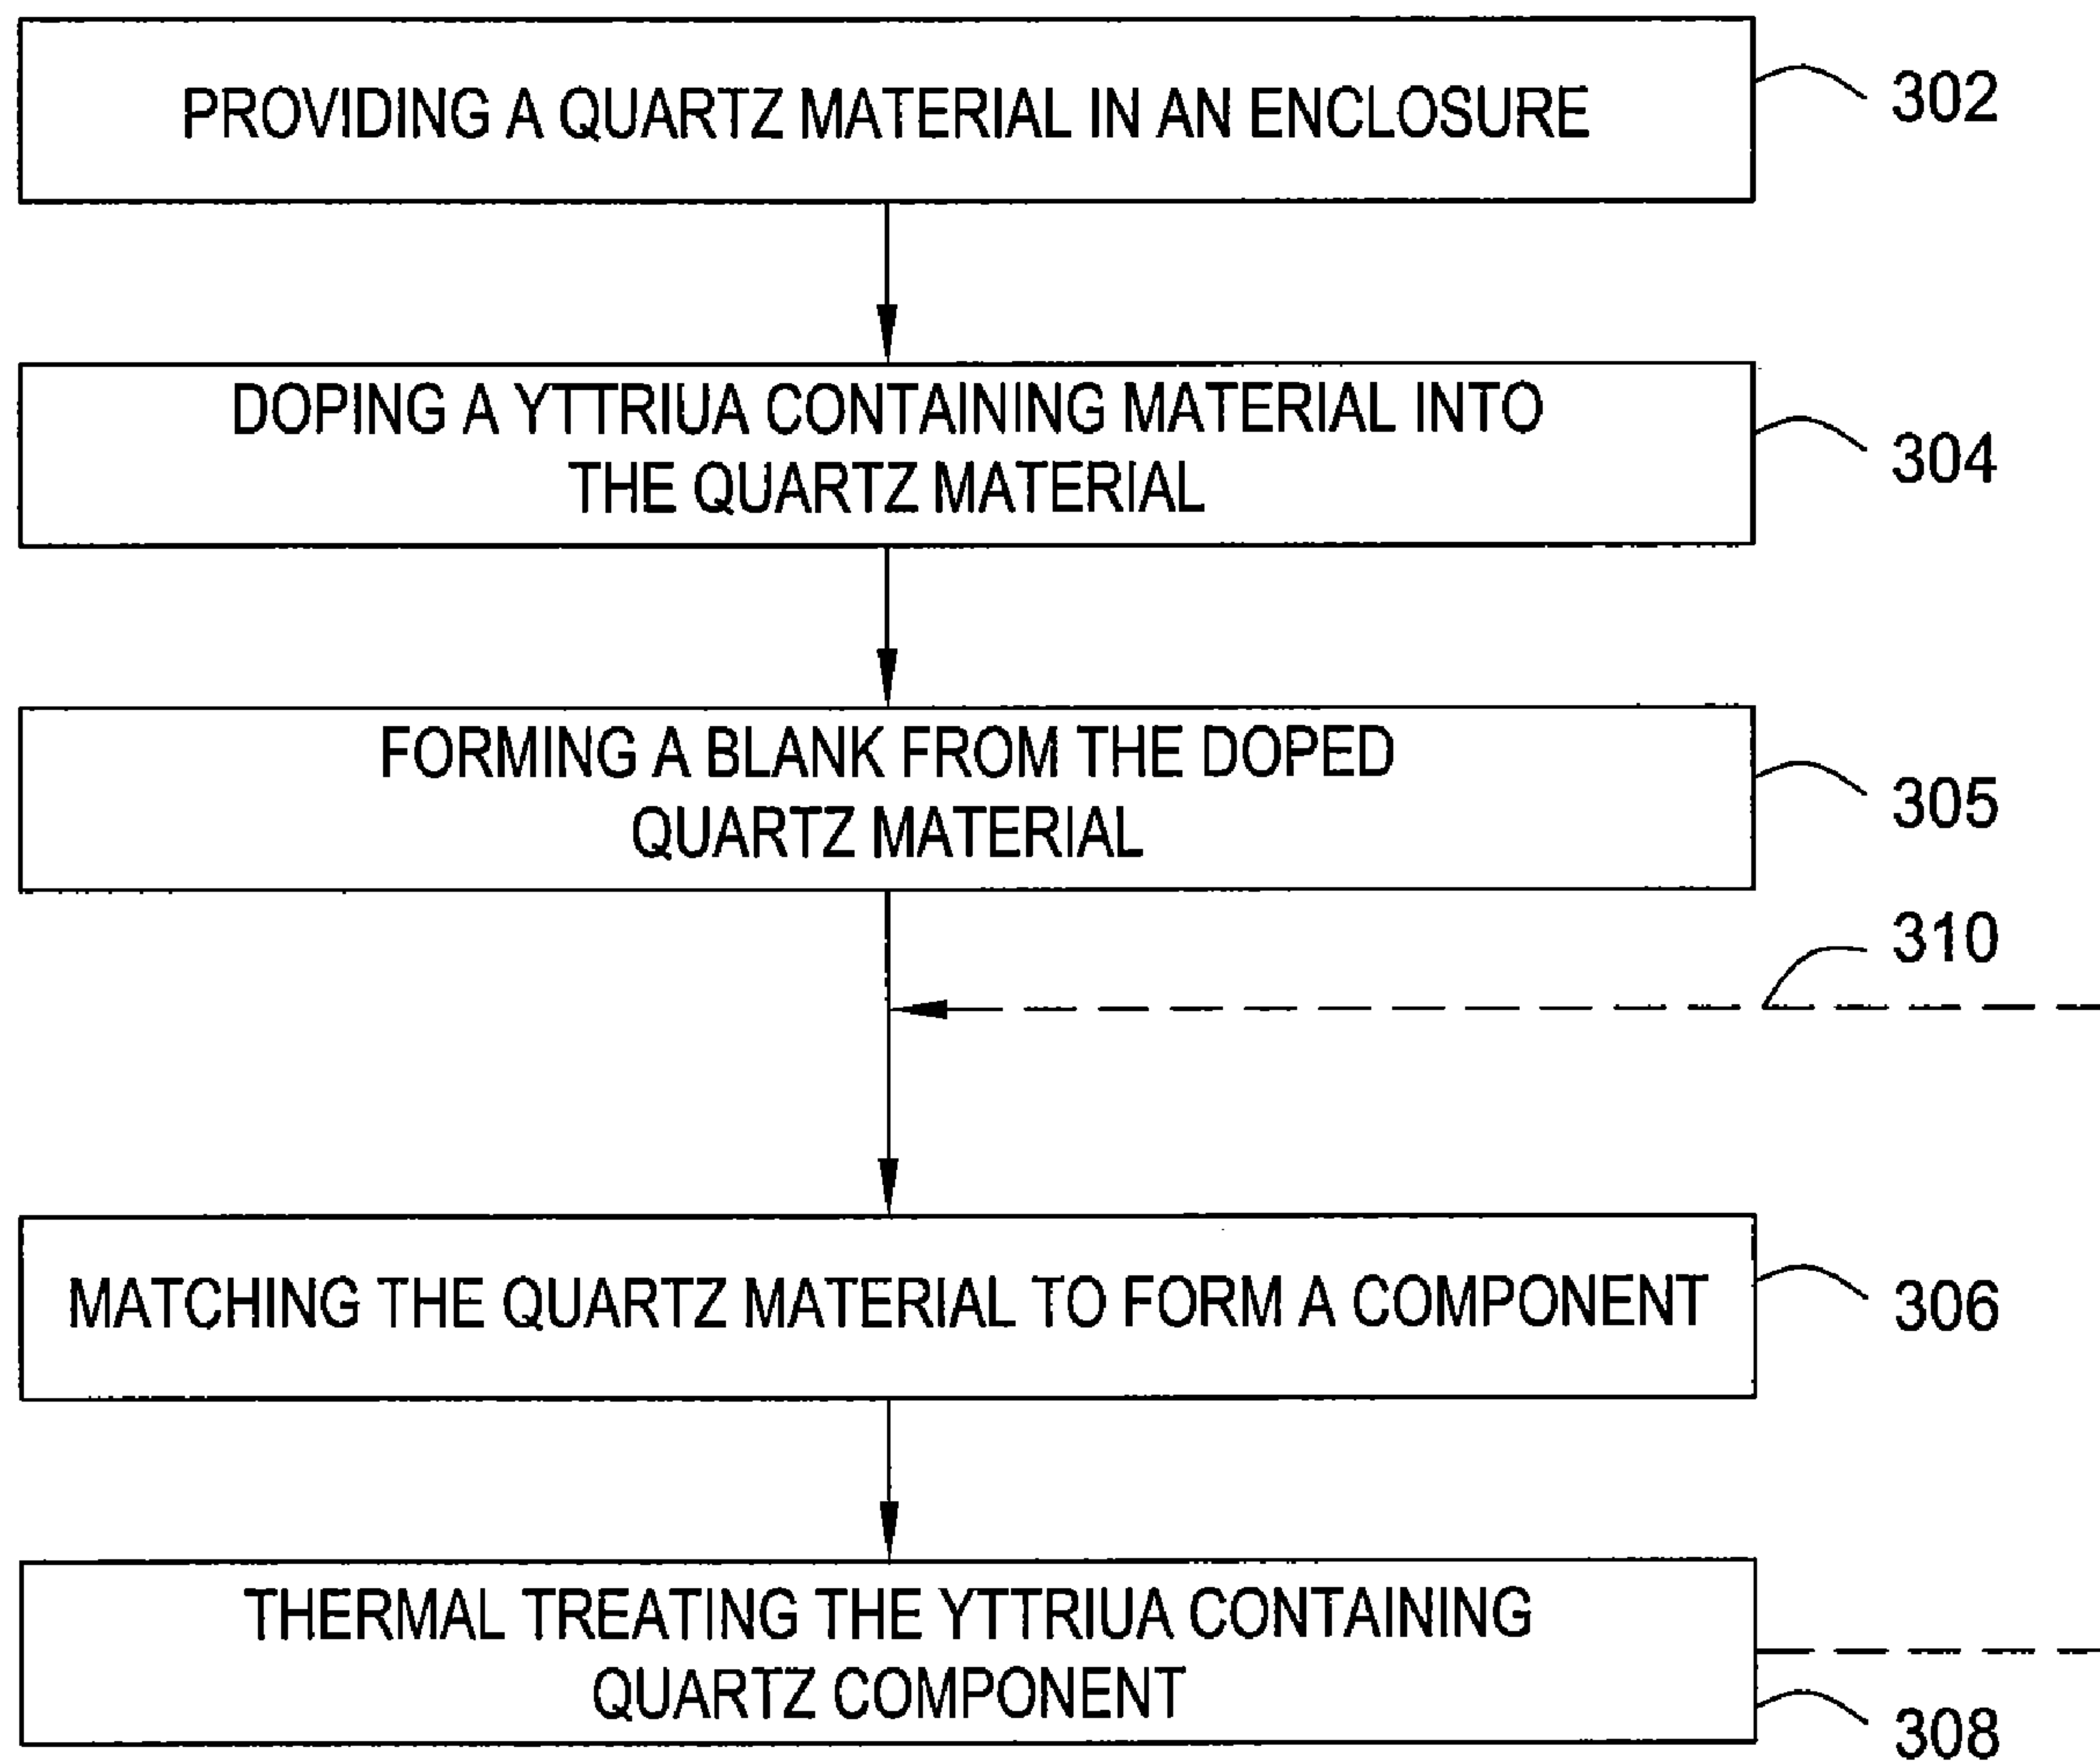 PROVIDING A QUARTZ MATERIAL IN AN ENCLOSURE
302
DOPING A YTTRIUA CONTAINING MATERIAL INTO
THE QUARTZ MATERIAL
304
FORMING A BLANK FROM THE DOPED
QUARTZ MATERIAL
305
310
MATCHING THE QUARTZ MATERIAL TO FORM A COMPONENT
306
THERMAL TREATING THE YTTRIUA CONTAINING
QUARTZ COMPONENT
308